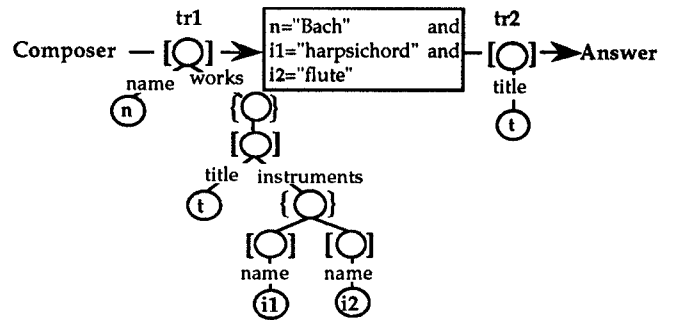 tr1
tr2
n="Bach" and
Composer [ ] i1="harpsichord" and [ ] Answer
i2="flute"
name works
title
n
{ }
t
[ ]
title instruments
t
{ }
[ ] [ ]
name name
i1 i2